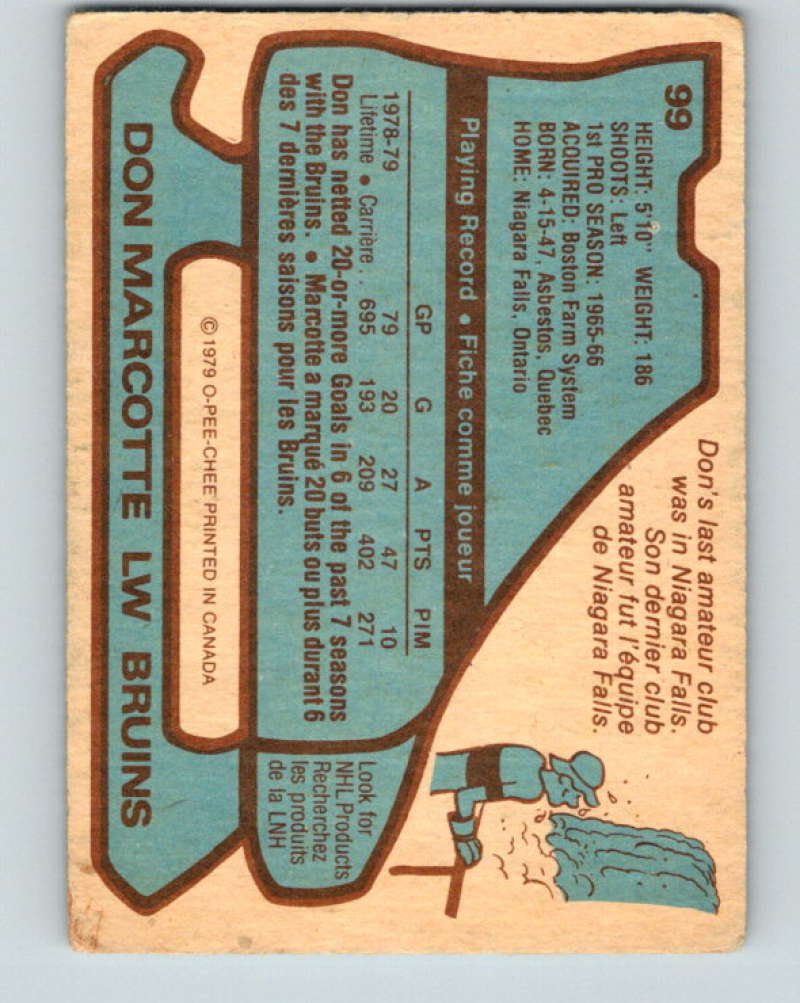 99
HEIGHT: 5'10" WEIGHT: 186
SHOOTS: Left
1st PRO SEASON: 1965-66
ACQUIRED: Boston Farm System
BORN: 4-15-47, Asbestos, Quebec
HOME: Niagara Falls, Ontario
Don's last amateur club
was in Niagara Falls.
Son dernier club
amateur fut l'équipe
de Niagara Falls.
Playing Record • Fiche comme joueur
GP G A PTS PIM
1978-79 79 20 27 47 10
Lifetime • Carrière . . 695 193 209 402 271
Don has netted 20-or-more Goals in 6 of the past 7 seasons
with the Bruins. • Marcotte a marqué 20 buts ou plus durant 6
des 7 dernières saisons pour les Bruins.
Look for
NHL Products
Recherchez
les produits
de la LNH
© 1979 O-PEE-CHEE PRINTED IN CANADA
DON MARCOTTE LW BRUINS